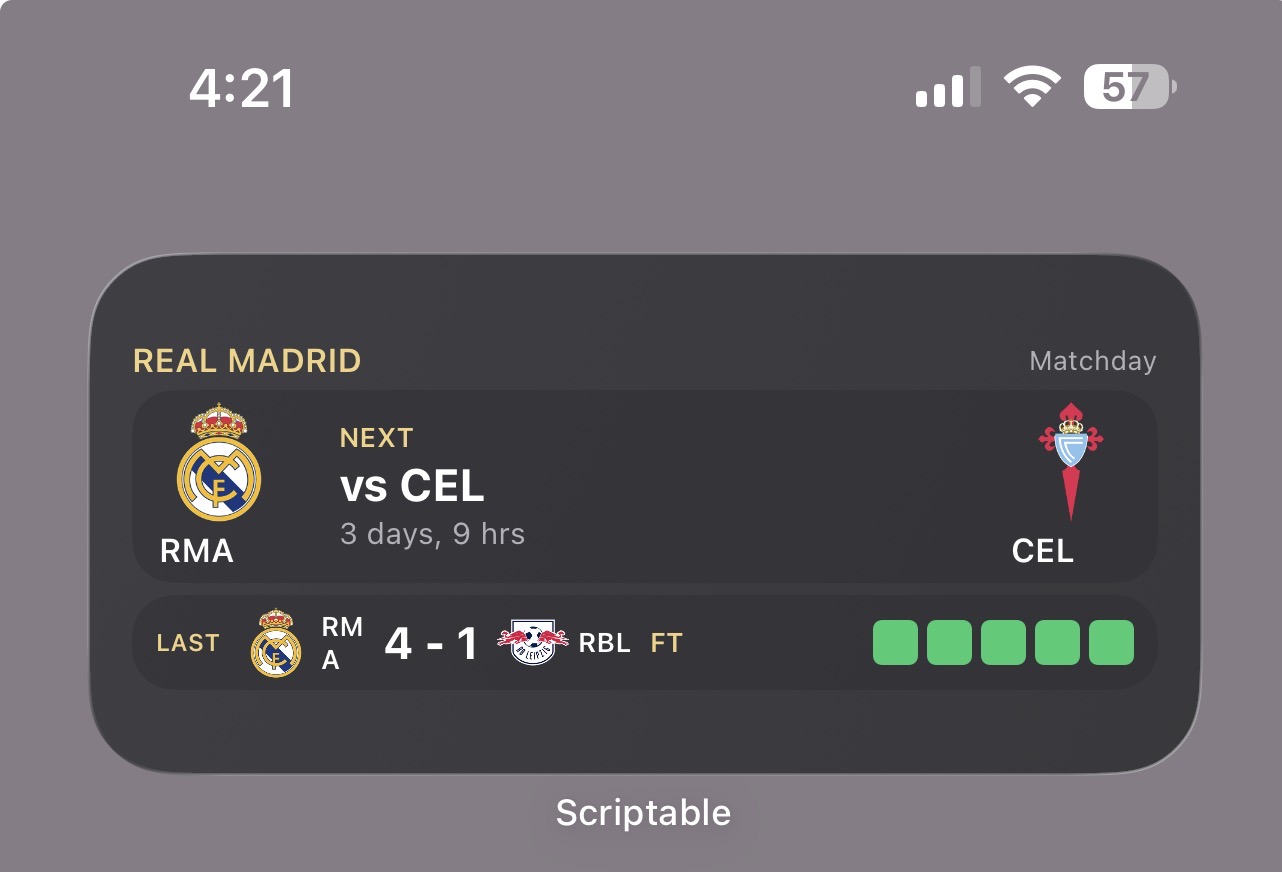 4:21
57
REAL MADRID
Matchday
NEXT
vs CEL
3 days, 9 hrs
RMA
CEL
LAST
RM
A
4 - 1
RBL
FT
Scriptable